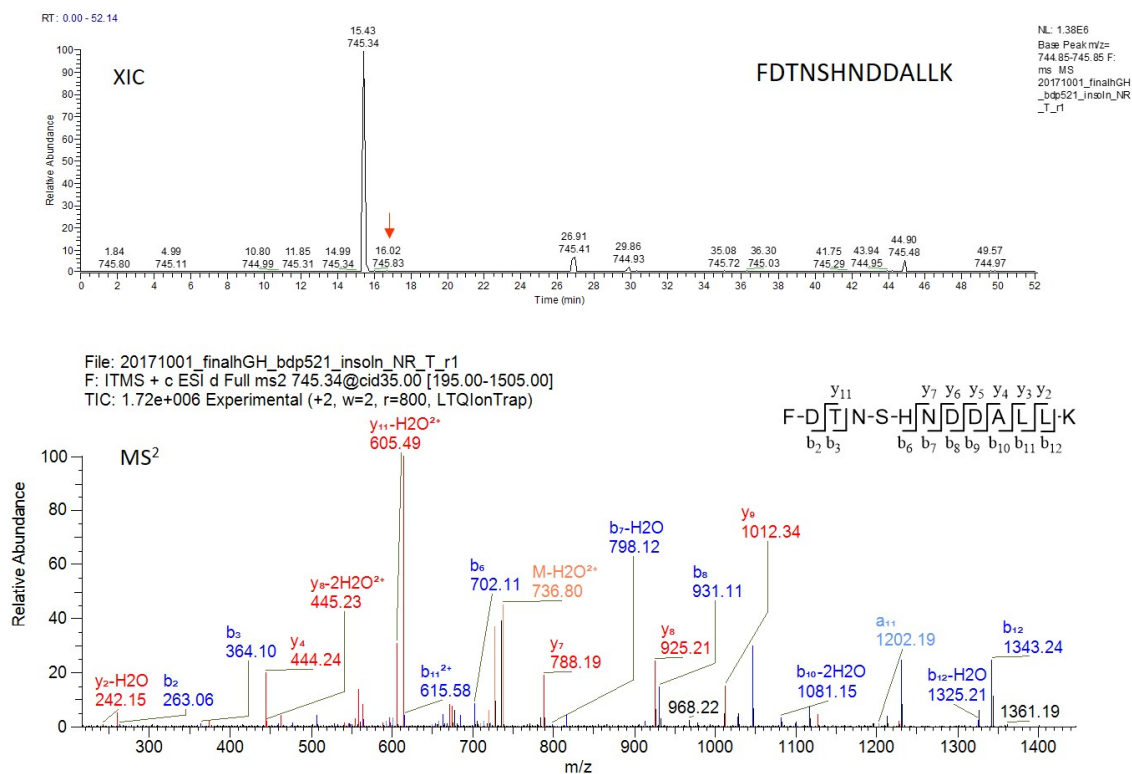 RT: 0.00 - 52.14
NL: 1.38E6
Base Peak m/z=
744.85-745.85 F:
ms MS
20171001_finalhGH
_bdp521_insoln_NR
_T_r1
XIC
FDTNSHNDDALLK
Relative Abundance
100
90
80
70
60
50
40
30
20
10
0
15.43
745.34
1.84
745.80
4.99
745.11
10.80
744.99
11.85
745.31
14.99
745.34
16.02
745.83
26.91
745.41
29.86
744.93
35.08
745.72
36.30
745.03
41.75
745.29
43.94
744.95
44.90
745.48
49.57
744.97
0 2 4 6 8 10 12 14 16 18 20 22 24 26 28 30 32 34 36 38 40 42 44 46 48 50 52
Time (min)
File: 20171001_finalhGH_bdp521_insoln_NR_T_r1
F: ITMS + c ESI d Full ms2 745.34@cid35.00 [195.00-1505.00]
TIC: 1.72e+006 Experimental (+2, w=2, r=800, LTQIonTrap)
y₁₁ y₇ y₆ y₅ y₄ y₃ y₂
F-D-T-N-S-H-N-D-D-A-L-L-K
b₂ b₃ b₆ b₇ b₈ b₉ b₁₀ b₁₁ b₁₂
MS²
Relative Abundance
100
80
60
40
20
0
y₂-H2O
242.15
b₂
263.06
b₃
364.10
y₄
444.24
y₈-2H2O²⁺
445.23
y₁₁-H2O²⁺
605.49
b₁₁²⁺
615.58
b₆
702.11
M-H2O²⁺
736.80
y₇
788.19
b₇-H2O
798.12
y₈
925.21
b₈
931.11
968.22
y₉
1012.34
b₁₀-2H2O
1081.15
a₁₁
1202.19
b₁₂-H2O
1325.21
b₁₂
1343.24
1361.19
300 400 500 600 700 800 900 1000 1100 1200 1300 1400
m/z